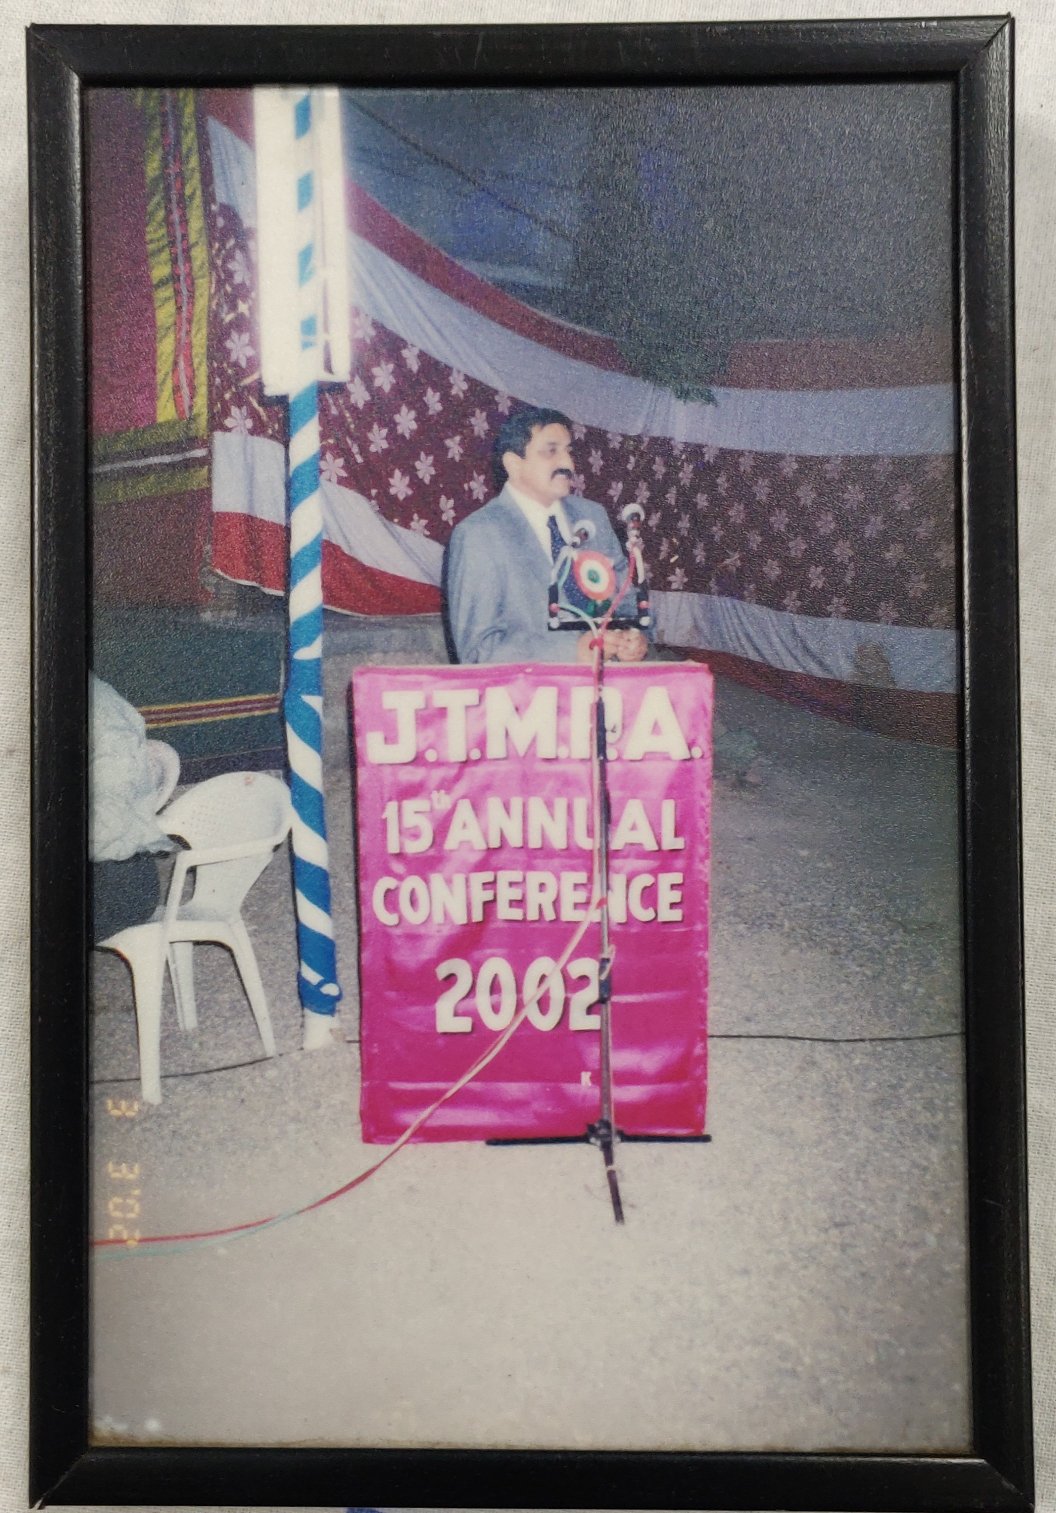 J.T.M.P.A.
15th ANNUAL
CONFERENCE
2002
K
3 3 '02